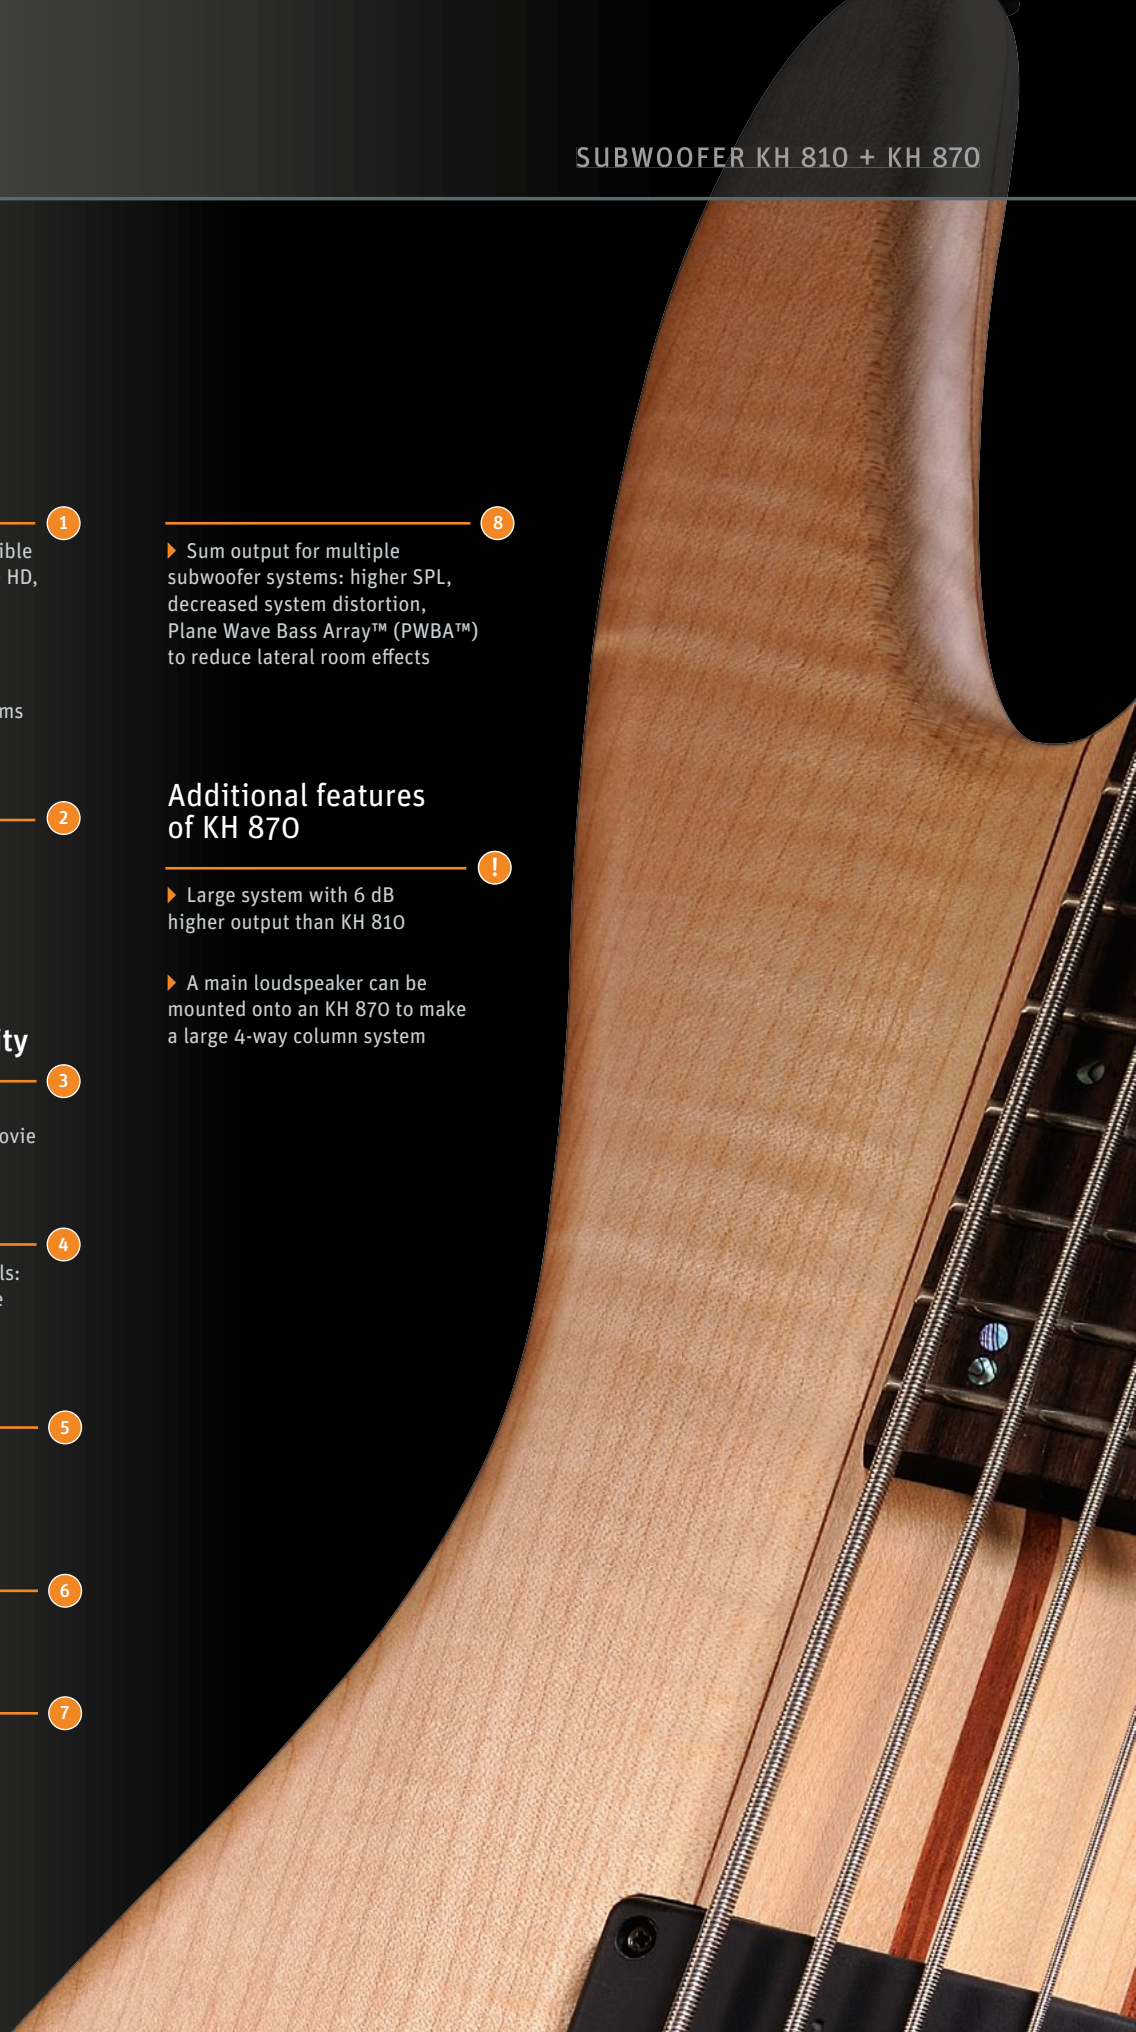 SUBWOOFER KH 810 + KH 870
1
ible
HD,
ms
2
ity
3
ovie
4
ls:
e
5
6
7
8
Sum output for multiple
subwoofer systems: higher SPL,
decreased system distortion,
Plane Wave Bass Array™ (PWBA™)
to reduce lateral room effects
Additional features
of KH 870
!
Large system with 6 dB
higher output than KH 810
A main loudspeaker can be
mounted onto an KH 870 to make
a large 4-way column system